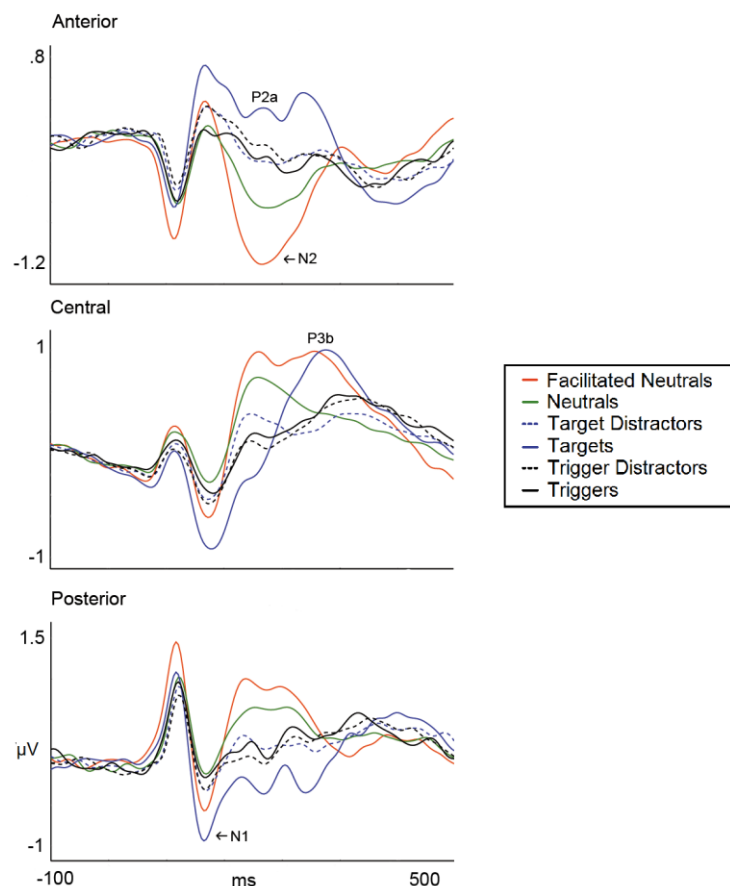 Anterior
.8
P2a
-1.2
←N2
Central
1
P3b
-1
Facilitated Neutrals
Neutrals
Target Distractors
Targets
Trigger Distractors
Triggers
Posterior
1.5
µV
←N1
-1
-100 ms 500